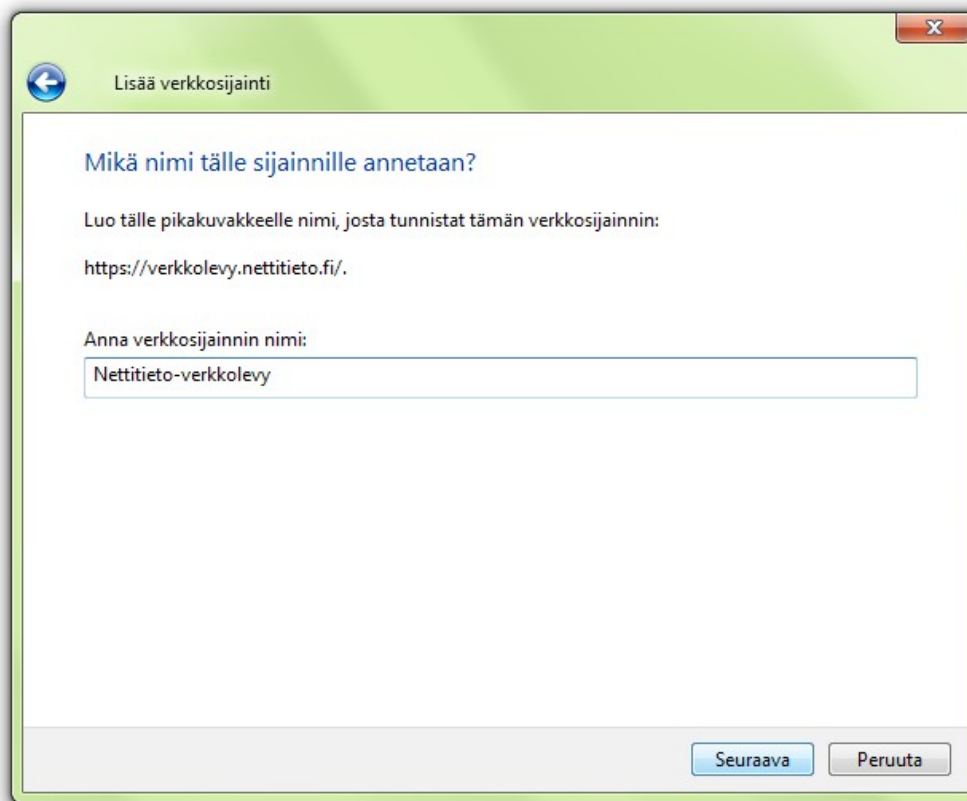 Lisää verkkosijainti
Mikä nimi tälle sijainnille annetaan?
Luo tälle pikakuvakkeelle nimi, josta tunnistat tämän verkkosijainnin:
https://verkkolevy.nettitieto.fi/.
Anna verkkosijainnin nimi:
Nettitieto-verkkolevy
Seuraava Peruuta